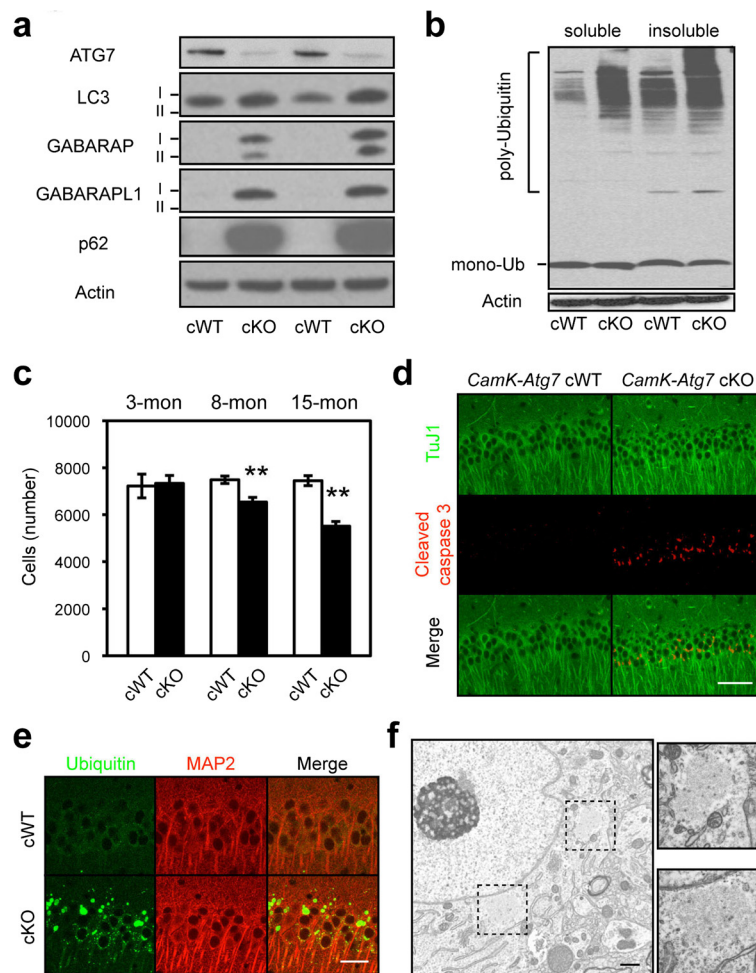 a
ATG7
LC3
I
II
GABARAP
I
II
GABARAPL1
I
II
p62
Actin
cWT cKO cWT cKO
b
soluble insoluble
poly-Ubiquitin
mono-Ub
Actin
cWT cKO cWT cKO
c
3-mon 8-mon 15-mon
Cells (number)
10000
8000
6000
4000
2000
0
**
**
cWT cKO cWT cKO cWT cKO
d
CamK-Atg7 cWT CamK-Atg7 cKO
TuJ1
Cleaved
caspase 3
Merge
e
Ubiquitin MAP2 Merge
cWT
cKO
f